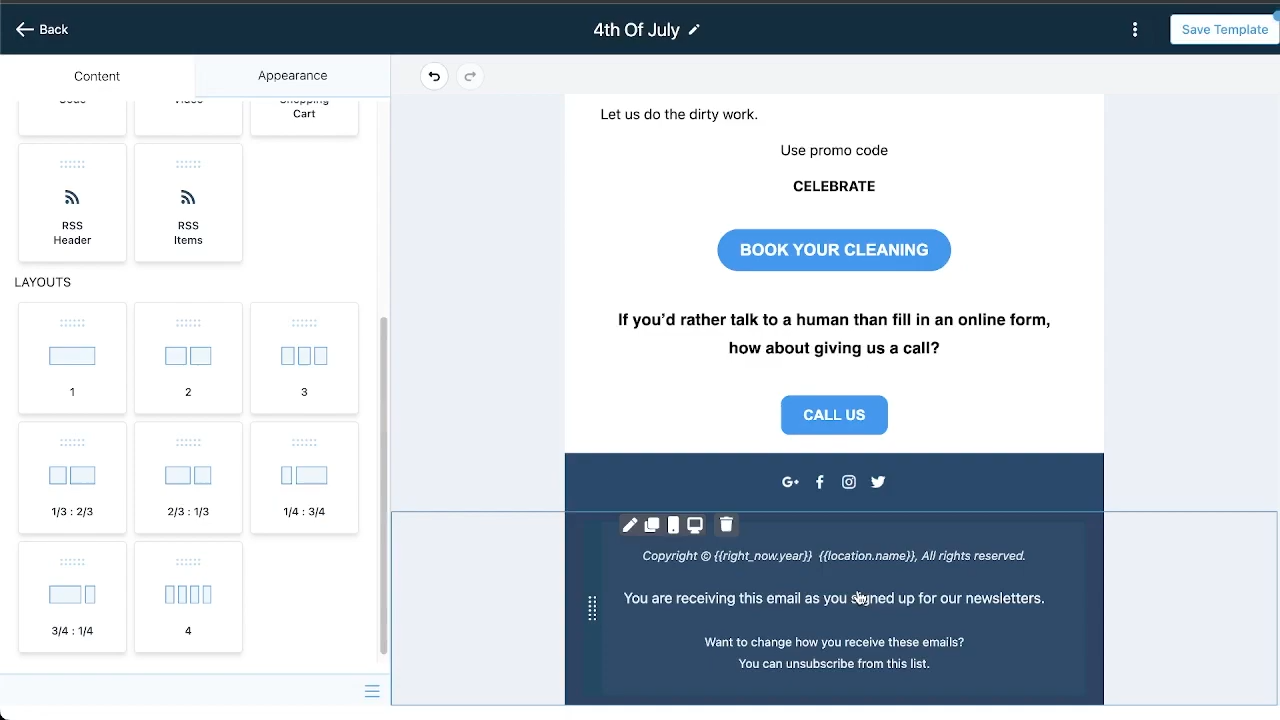 Back
4th Of July
Save Template
Content
Appearance
Code
Video
Shopping
Cart
RSS
Header
RSS
Items
LAYOUTS
1
2
3
1/3 : 2/3
2/3 : 1/3
1/4 : 3/4
3/4 : 1/4
4
Let us do the dirty work.
Use promo code
CELEBRATE
BOOK YOUR CLEANING
If you’d rather talk to a human than fill in an online form,
how about giving us a call?
CALL US
Copyright © {{right_now.year}} {{location.name}}, All rights reserved.
You are receiving this email as you signed up for our newsletters.
Want to change how you receive these emails?
You can unsubscribe from this list.